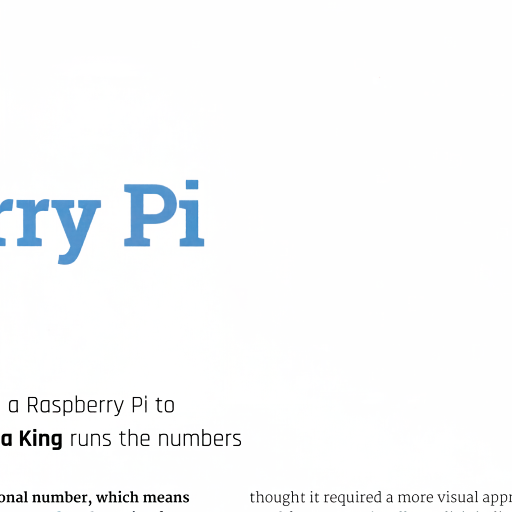 rry Pi
a Raspberry Pi to
a King runs the numbers
onal number, which means
thought it required a more visual appr